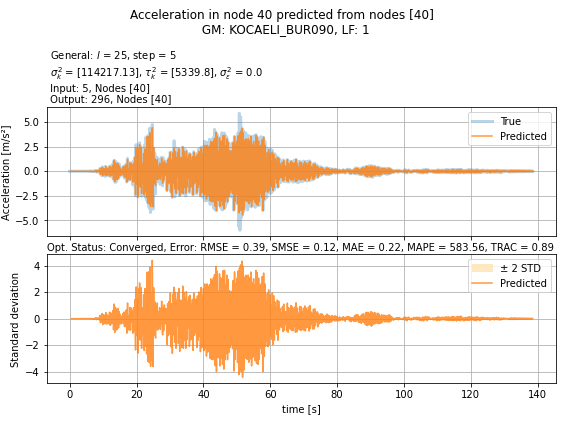 Acceleration in node 40 predicted from nodes [40]
GM: KOCAELI_BUR090, LF: 1
General: l = 25, step = 5
σ²ₖ = [114217.13], τ²ₖ = [5339.8], σ²ₑ = 0.0
Input: 5, Nodes [40]
Output: 296, Nodes [40]
Acceleration [m/s²]
5.0
2.5
0.0
−2.5
−5.0
True
Predicted
Opt. Status: Converged, Error: RMSE = 0.39, SMSE = 0.12, MAE = 0.22, MAPE = 583.56, TRAC = 0.89
Standard deviation
4
2
0
−2
−4
± 2 STD
Predicted
0 20 40 60 80 100 120 140
time [s]